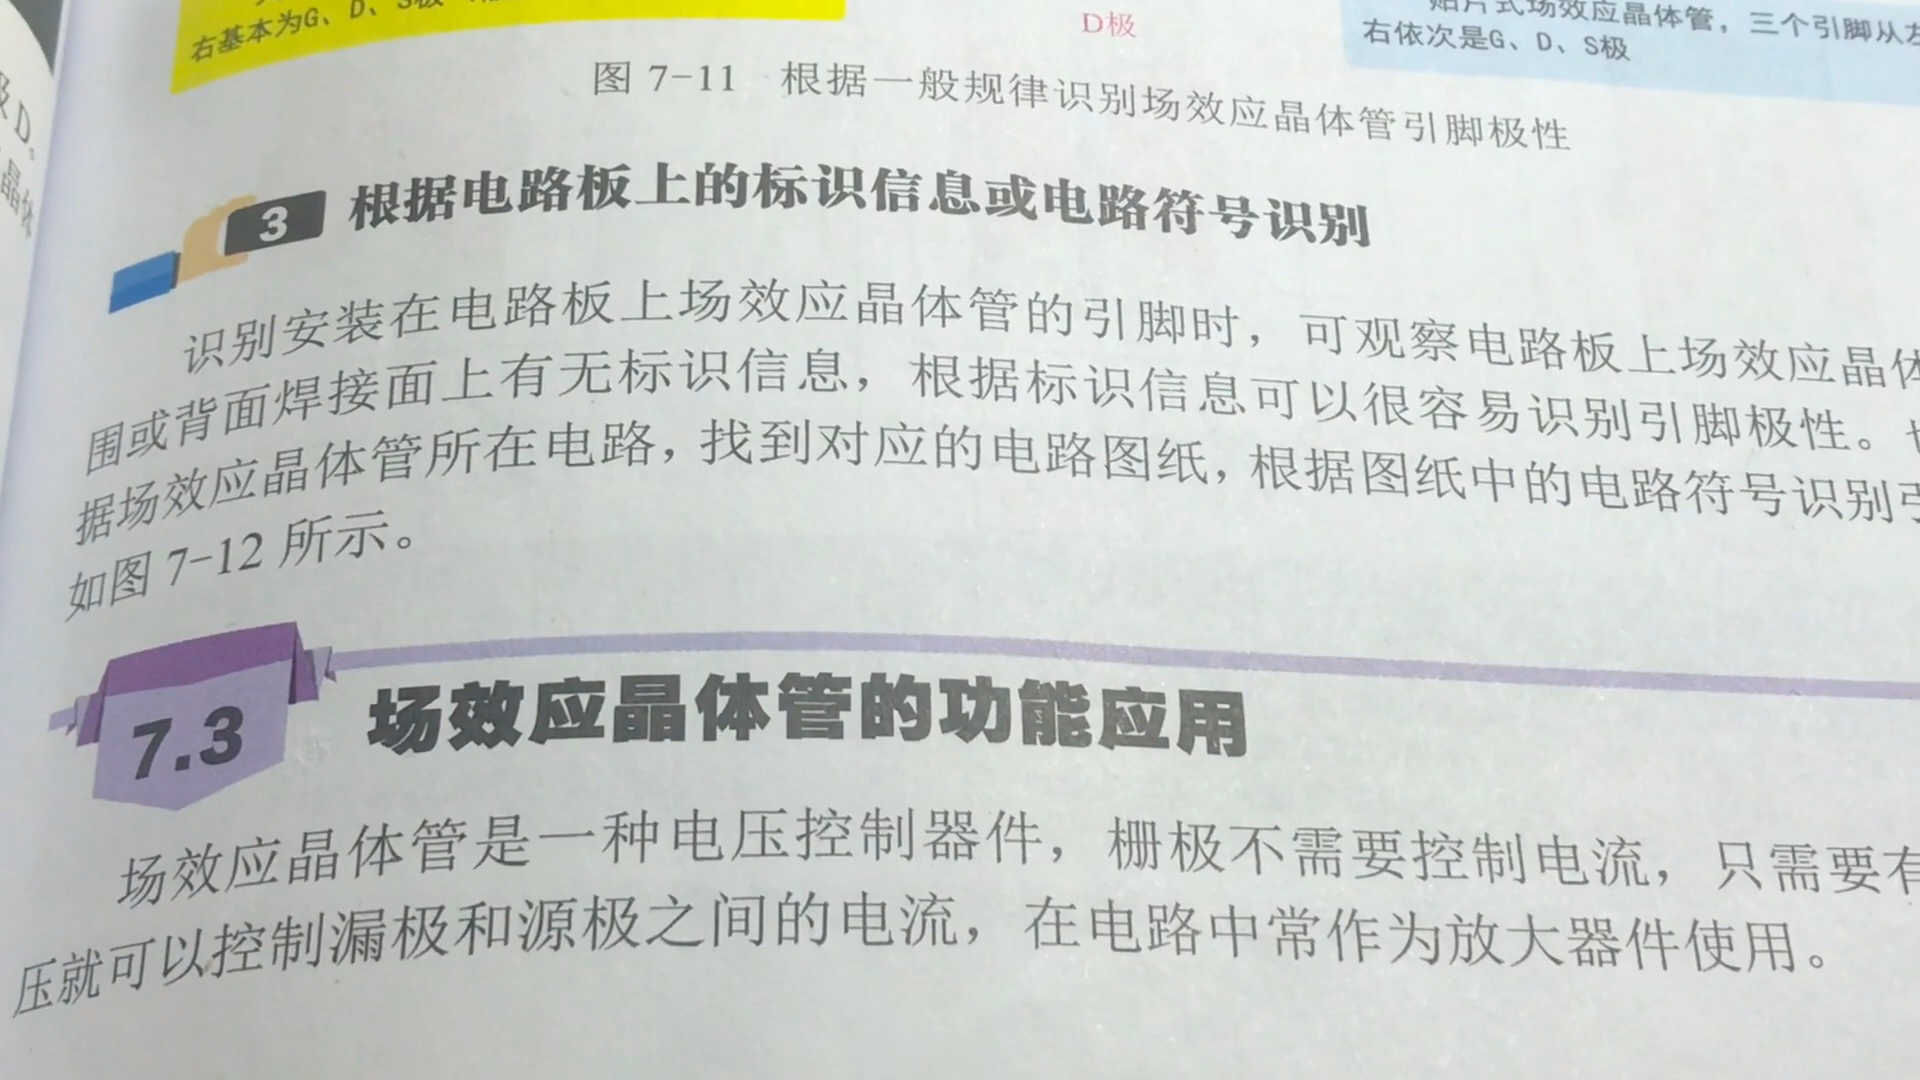 右基本为G、D、S极
D极
贴片式场效应晶体管，三个引脚从左
右依次是G、D、S极
图 7-11 根据一般规律识别场效应晶体管引脚极性
3 根据电路板上的标识信息或电路符号识别
识别安装在电路板上场效应晶体管的引脚时，可观察电路板上场效应晶体
围或背面焊接面上有无标识信息，根据标识信息可以很容易识别引脚极性。
据场效应晶体管所在电路，找到对应的电路图纸，根据图纸中的电路符号识别引
如图 7-12 所示。
7.3 场效应晶体管的功能应用
场效应晶体管是一种电压控制器件，栅极不需要控制电流，只需要有
压就可以控制漏极和源极之间的电流，在电路中常作为放大器件使用。